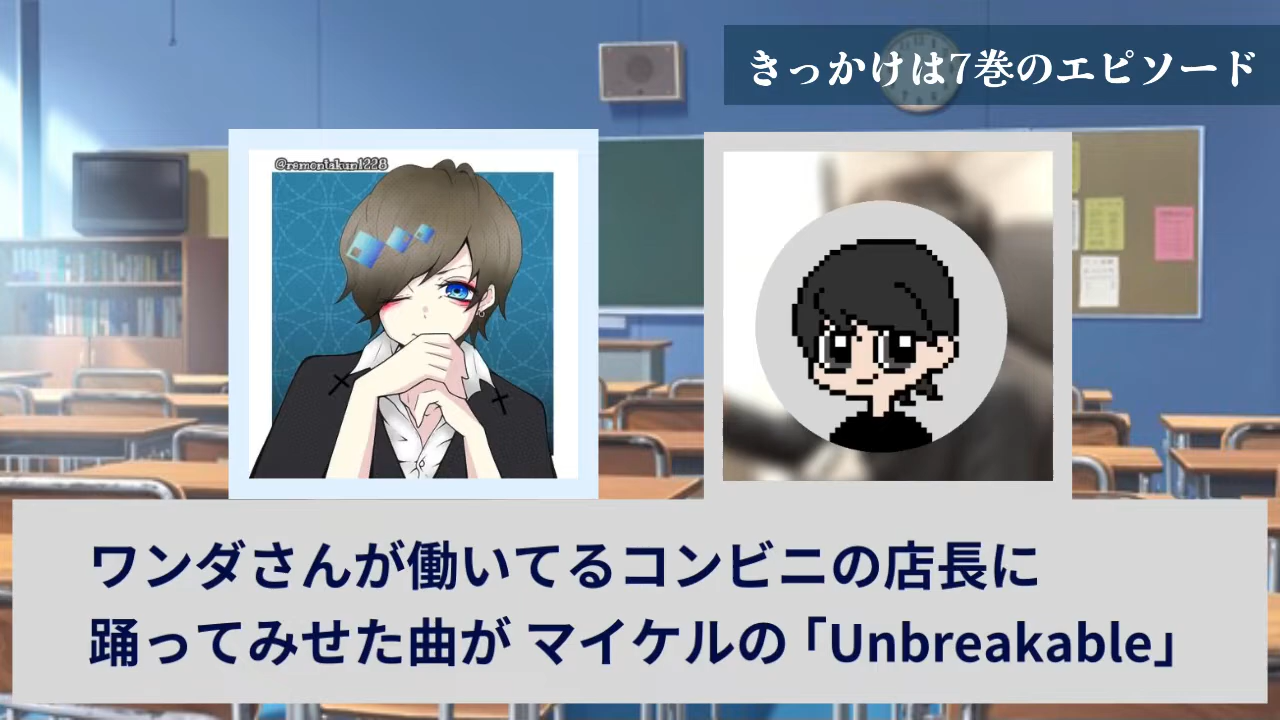 きっかけは7巻のエピソード
@remontakun1228
ワンダさんが働いてるコンビニの店長に
踊ってみせた曲が マイケルの「Unbreakable」